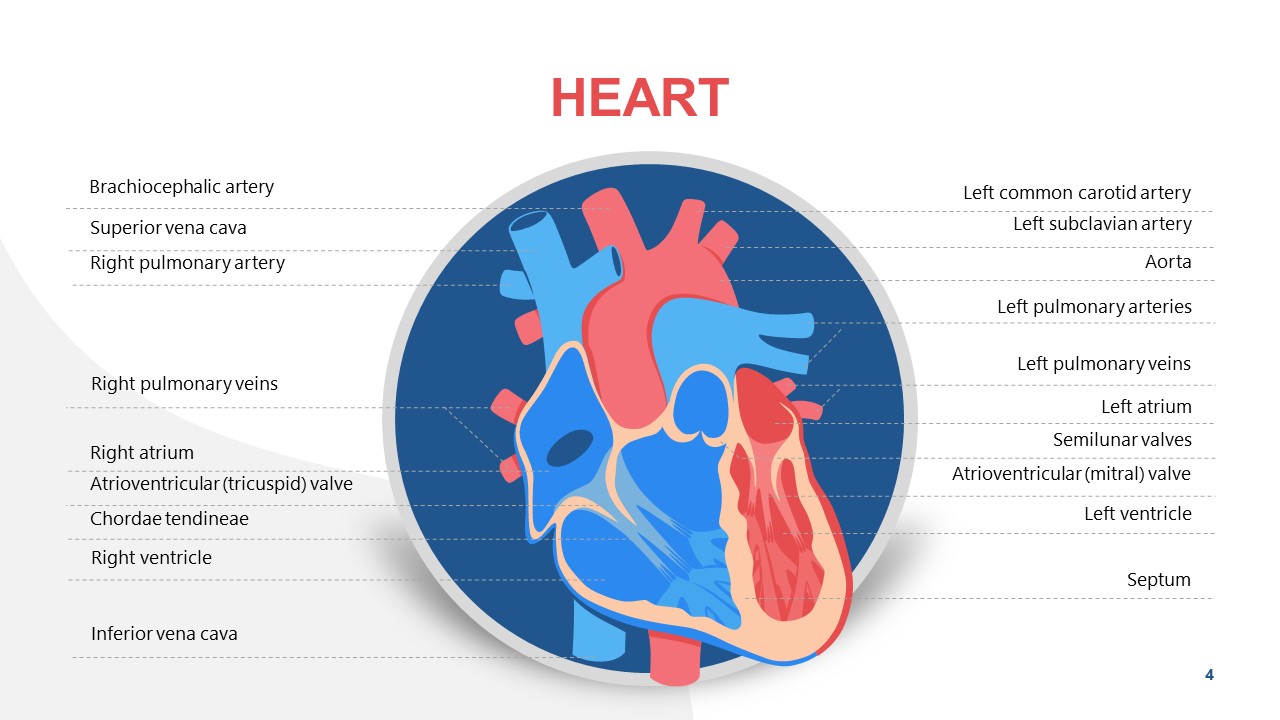 HEART
Brachiocephalic artery
Superior vena cava
Right pulmonary artery
Right pulmonary veins
Right atrium
Atrioventricular (tricuspid) valve
Chordae tendineae
Right ventricle
Inferior vena cava
Left common carotid artery
Left subclavian artery
Aorta
Left pulmonary arteries
Left pulmonary veins
Left atrium
Semilunar valves
Atrioventricular (mitral) valve
Left ventricle
Septum
4